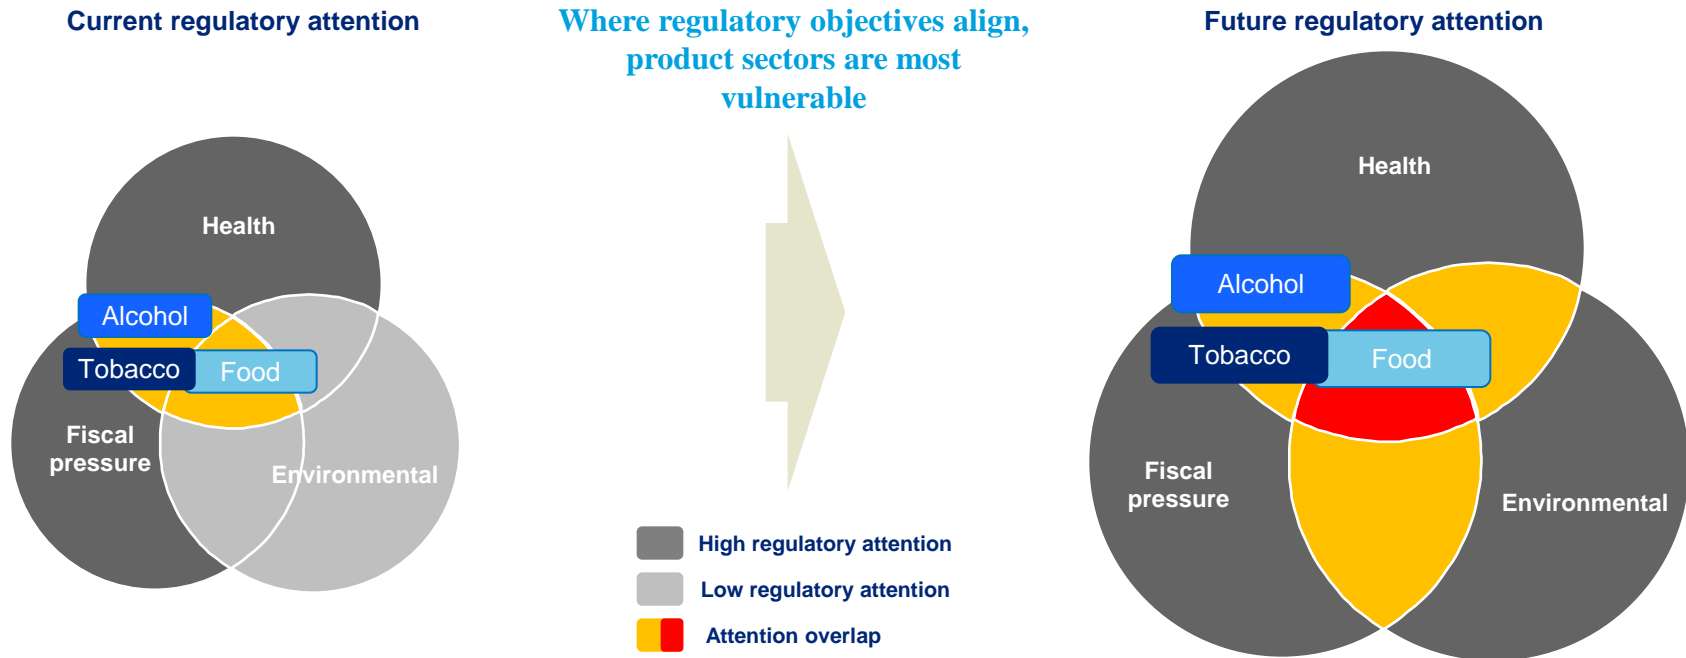 Current regulatory attention
Where regulatory objectives align,
product sectors are most
vulnerable
Future regulatory attention
Health
Alcohol
Tobacco
Food
Fiscal
pressure
Environmental
High regulatory attention
Low regulatory attention
Attention overlap
Health
Alcohol
Tobacco
Food
Fiscal
pressure
Environmental